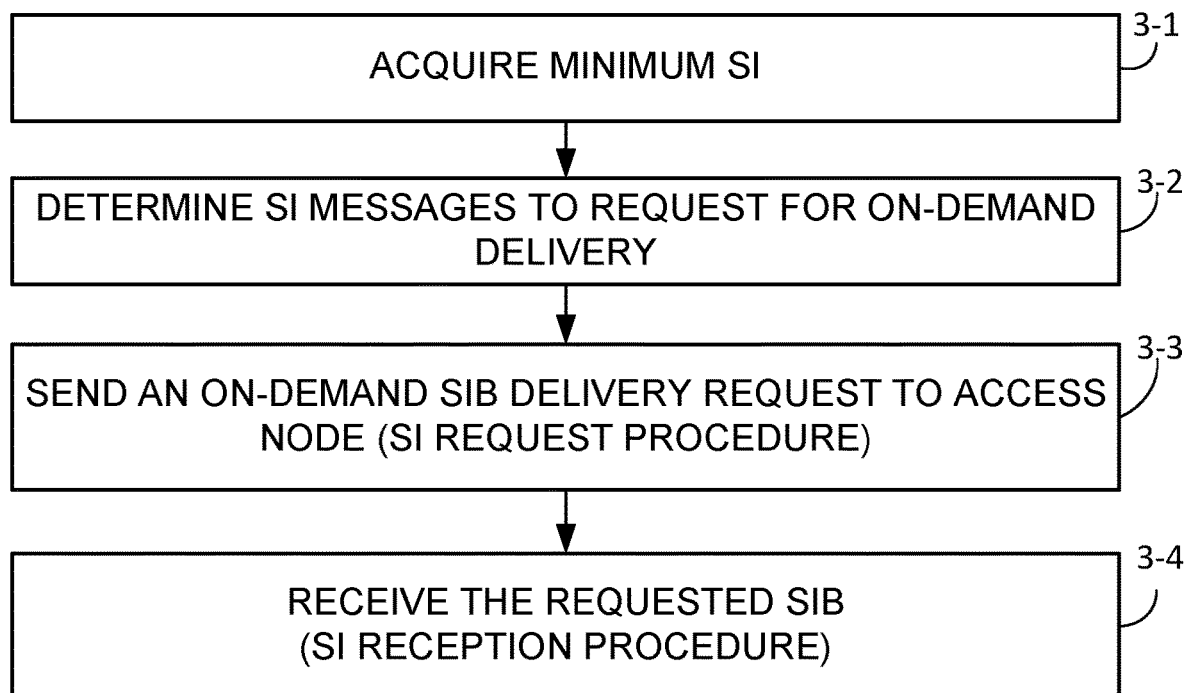 3-1
ACQUIRE MINIMUM SI
3-2
DETERMINE SI MESSAGES TO REQUEST FOR ON-DEMAND
DELIVERY
3-3
SEND AN ON-DEMAND SIB DELIVERY REQUEST TO ACCESS
NODE (SI REQUEST PROCEDURE)
3-4
RECEIVE THE REQUESTED SIB
(SI RECEPTION PROCEDURE)